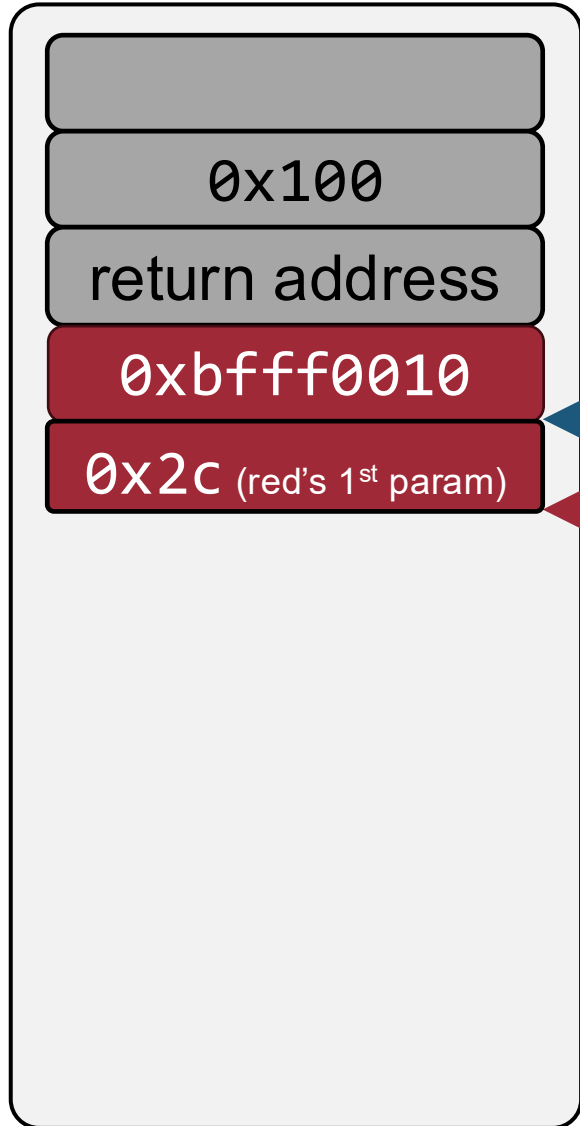 0x100
return address
0xbfff0010
0x2c (red's 1st param)